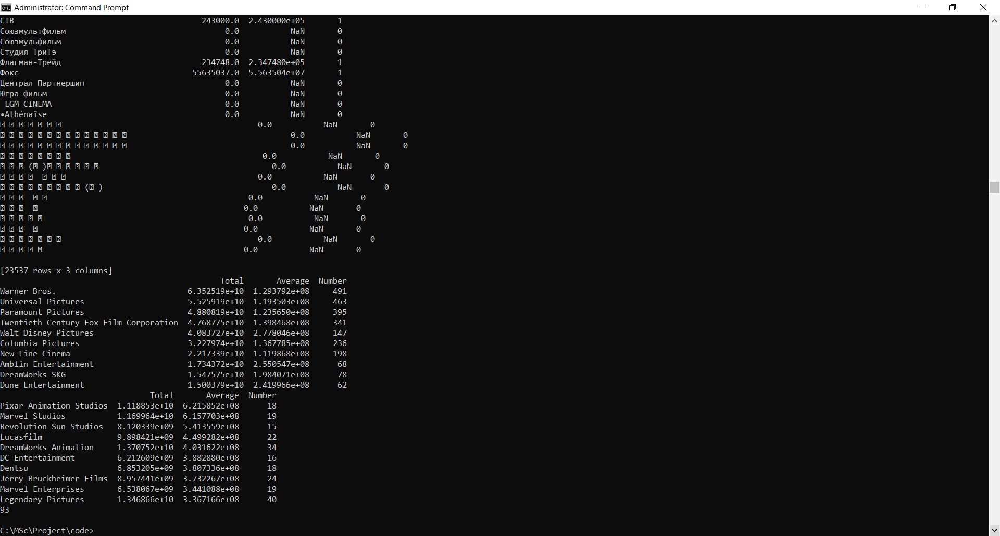 Administrator: Command Prompt
СТВ 243000.0 2.430000e+05 1
Союзмультфильм 0.0 NaN 0
Союзмульфильм 0.0 NaN 0
Студия ТриТэ 0.0 NaN 0
Флагман-Трейд 234748.0 2.347480e+05 1
Фокс 55635037.0 5.563504e+07 1
Централ Партнершип 0.0 NaN 0
Югра-фильм 0.0 NaN 0
LGM CINEMA 0.0 NaN 0
•Athénaïse 0.0 NaN 0
0.0 NaN 0
0.0 NaN 0
0.0 NaN 0
0.0 NaN 0
( ) 0.0 NaN 0
0.0 NaN 0
( ) 0.0 NaN 0
0.0 NaN 0
0.0 NaN 0
0.0 NaN 0
0.0 NaN 0
0.0 NaN 0
M 0.0 NaN 0
[23537 rows x 3 columns]
Total Average Number
Warner Bros. 6.352519e+10 1.293792e+08 491
Universal Pictures 5.525919e+10 1.193503e+08 463
Paramount Pictures 4.880819e+10 1.235650e+08 395
Twentieth Century Fox Film Corporation 4.768775e+10 1.398468e+08 341
Walt Disney Pictures 4.083727e+10 2.778046e+08 147
Columbia Pictures 3.227974e+10 1.367785e+08 236
New Line Cinema 2.217339e+10 1.119868e+08 198
Amblin Entertainment 1.734372e+10 2.550547e+08 68
DreamWorks SKG 1.547575e+10 1.984071e+08 78
Dune Entertainment 1.500379e+10 2.419966e+08 62
Total Average Number
Pixar Animation Studios 1.118853e+10 6.215852e+08 18
Marvel Studios 1.169964e+10 6.157703e+08 19
Revolution Sun Studios 8.120339e+09 5.413559e+08 15
Lucasfilm 9.898421e+09 4.499282e+08 22
DreamWorks Animation 1.370752e+10 4.031622e+08 34
DC Entertainment 6.212609e+09 3.882880e+08 16
Dentsu 6.853205e+09 3.807336e+08 18
Jerry Bruckheimer Films 8.957441e+09 3.732267e+08 24
Marvel Enterprises 6.538067e+09 3.441088e+08 19
Legendary Pictures 1.346866e+10 3.367166e+08 40
93
C:\MSc\Project\code>